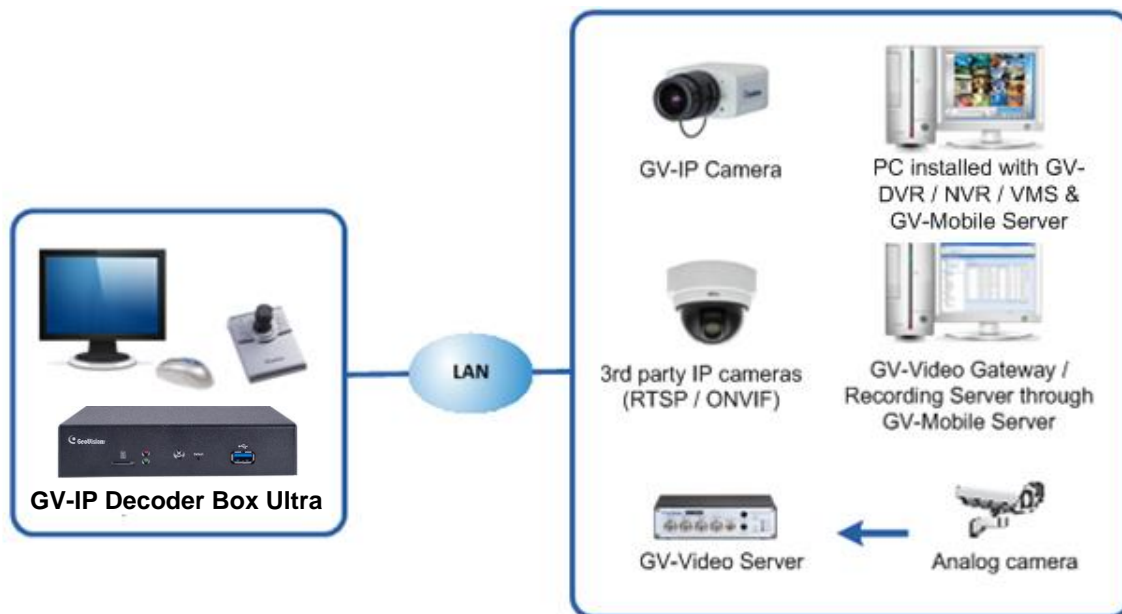 GV-IP Camera
PC installed with GV-
DVR / NVR / VMS &
GV-Mobile Server
LAN
3rd party IP cameras
(RTSP / ONVIF)
GV-Video Gateway /
Recording Server through
GV-Mobile Server
GeoVision
GV-IP Decoder Box Ultra
GV-Video Server
Analog camera